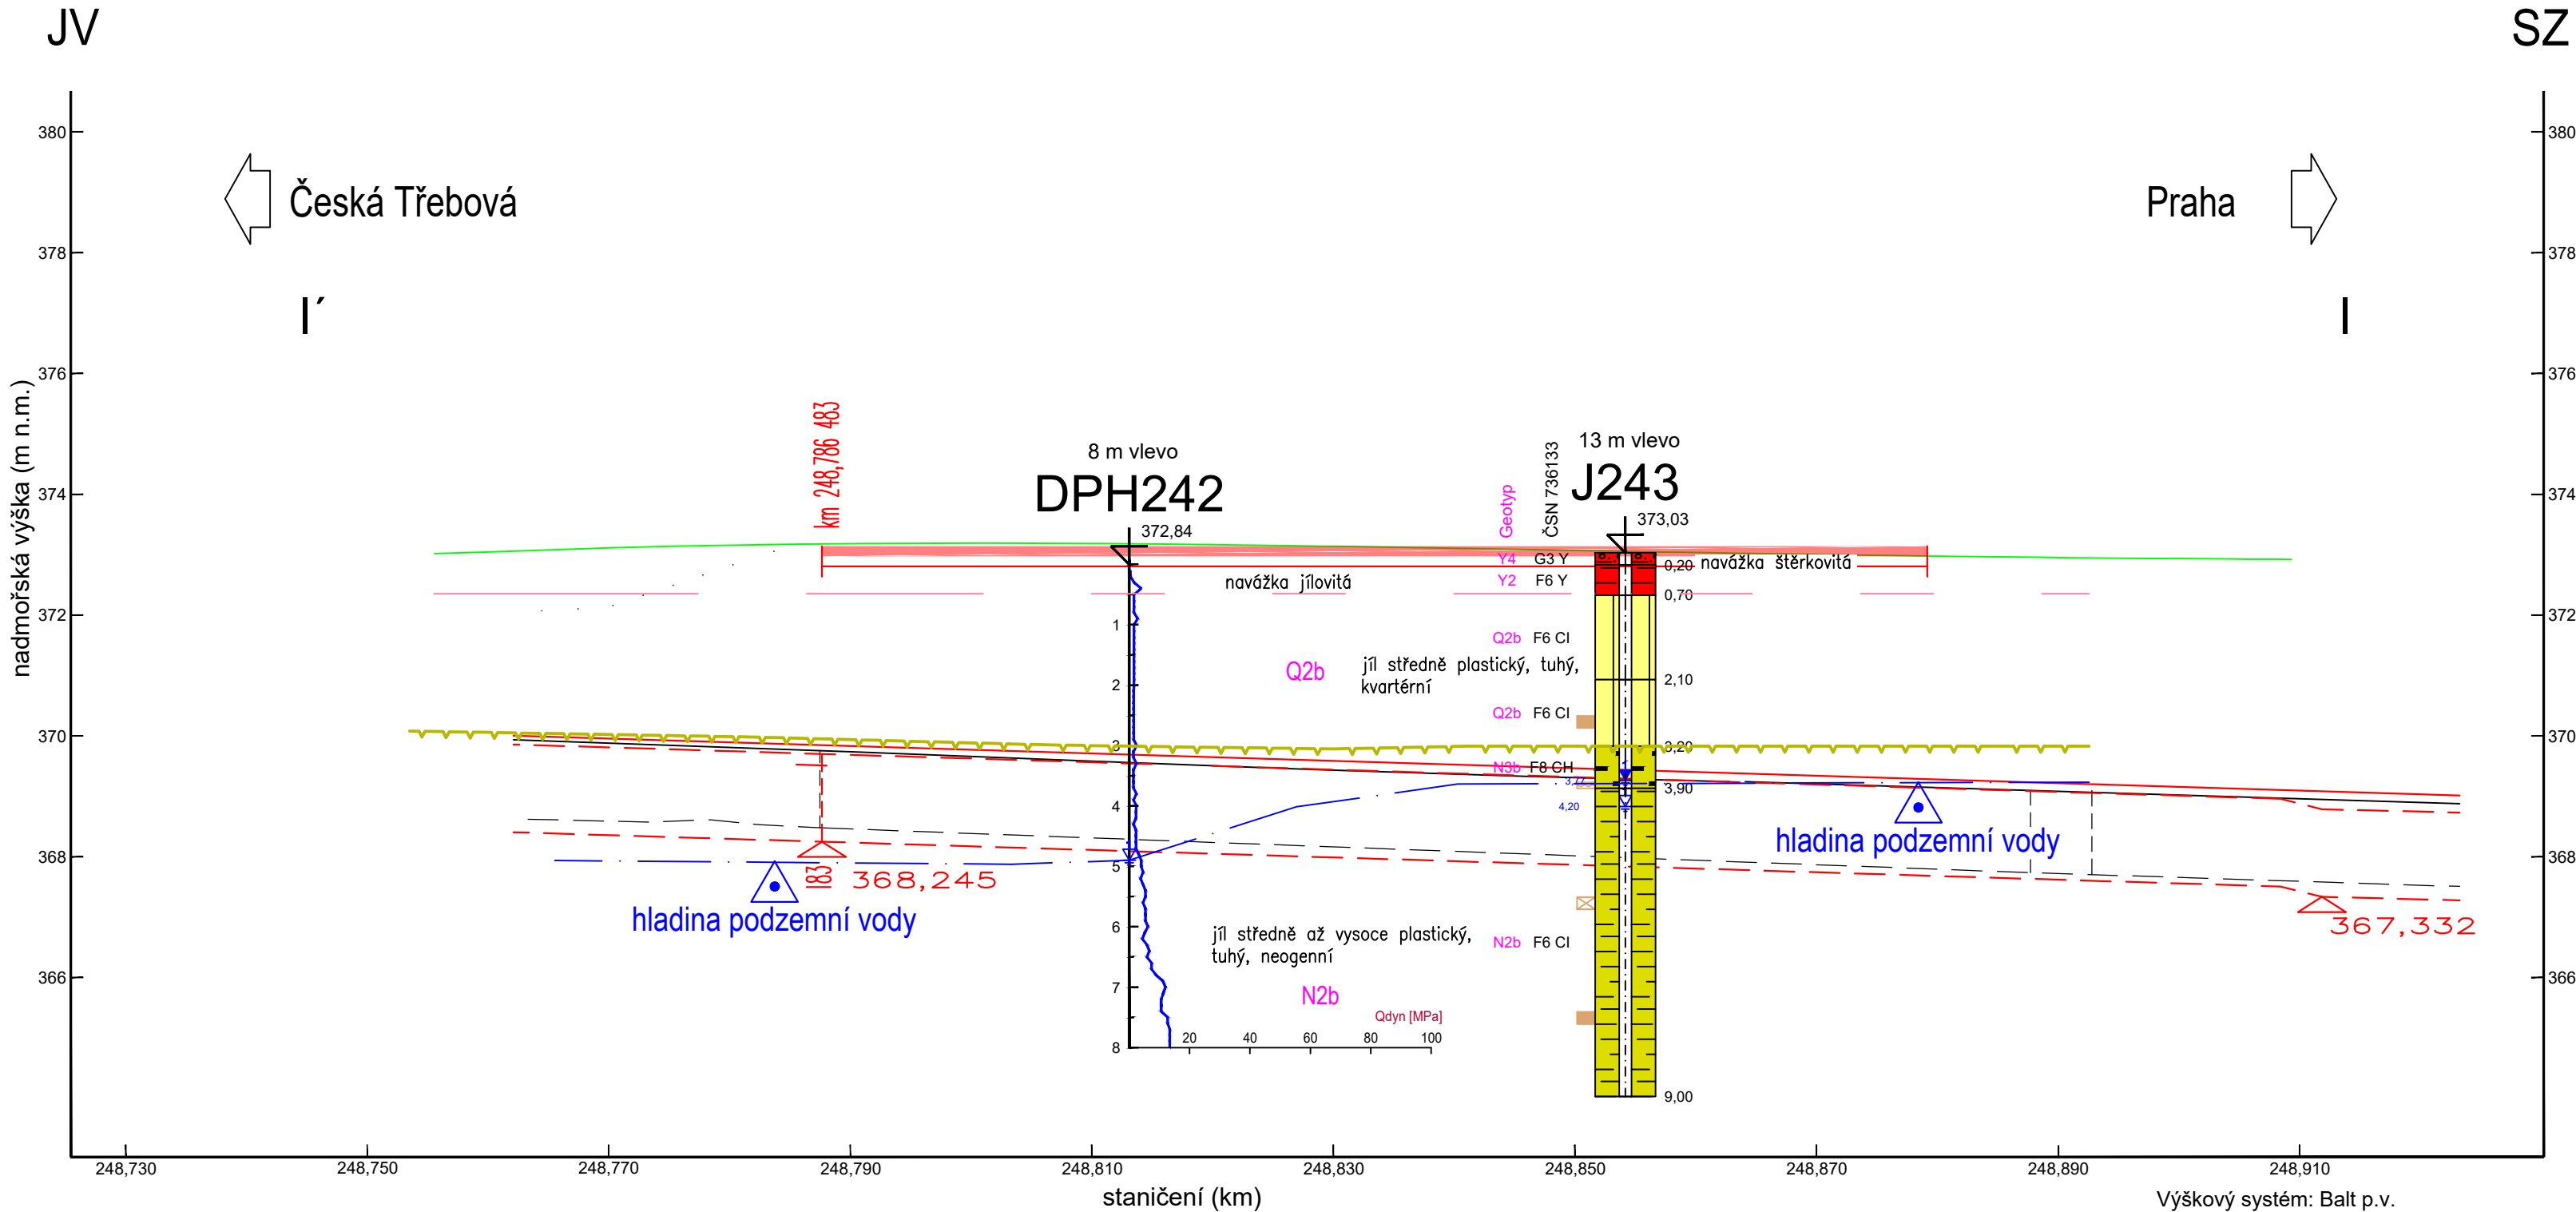 JV
SZ
380
380
Česká Třebová
Praha
378
378
I´
I
376
376
nadmořská výška (m n.m.)
km 248,786 483
8 m vlevo
DPH242
372,84
Geotyp
ČSN 736133
13 m vlevo
J243
373,03
374
374
Y4 G3 Y
0,20
navážka štěrkovitá
navážka jílovitá
Y2 F6 Y
0,70
372
372
1
Q2b F6 CI
Q2b
jíl středně plastický, tuhý,
kvartérní
2
2,10
Q2b F6 CI
370
370
3
3,20
N3b F8 CH
3,77
3,90
4
4,20
hladina podzemní vody
368
368
5
183
368,245
hladina podzemní vody
367,332
6
jíl středně až vysoce plastický,
tuhý, neogenní
N2b F6 CI
366
366
7
N2b
Qdyn [MPa]
20 40 60 80 100
8
9,00
248,730 248,750 248,770 248,790 248,810 248,830 248,850 248,870 248,890 248,910
staničení (km)
Výškový systém: Balt p.v.